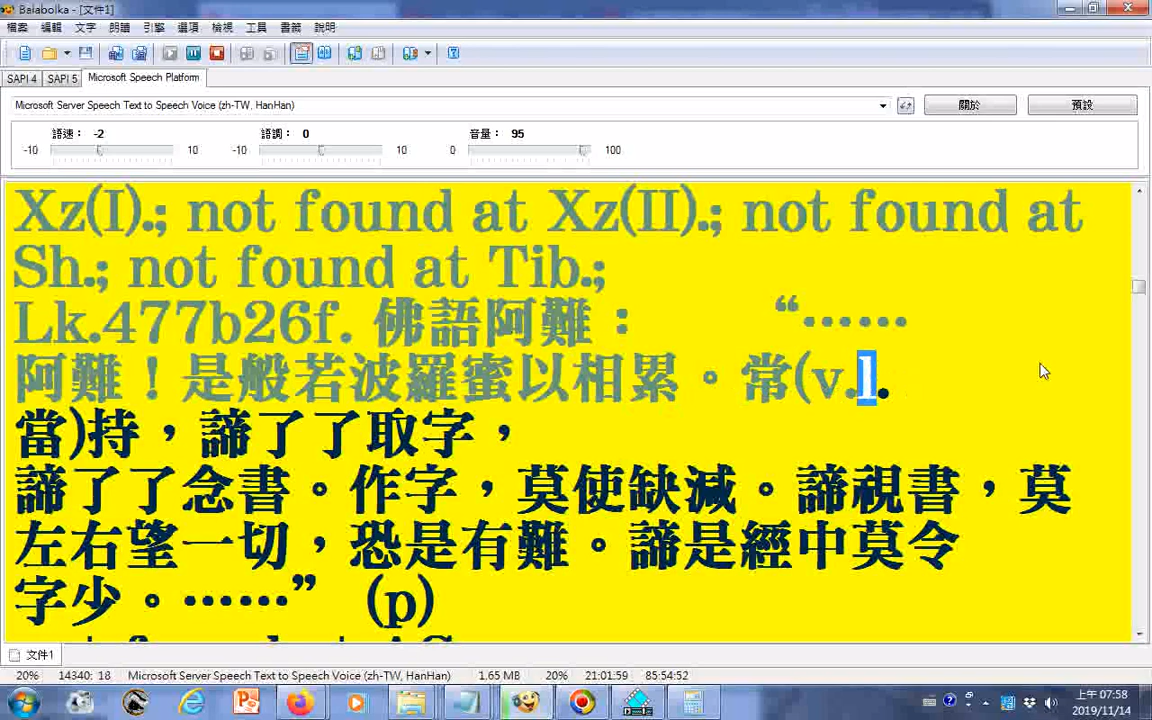 Balabolka - [文件1]
檔案 編輯 文字 朗讀 引擎 選項 檢視 工具 書籤 說明
SAPI 4 SAPI 5 Microsoft Speech Platform
Microsoft Server Speech Text to Speech Voice (zh-TW, HanHan) 關於 預設
語速： -2 語調： 0 音量： 95
-10 10 -10 10 0 100
Xz(I).; not found at Xz(II).; not found at
Sh.; not found at Tib.;
Lk.477b26f. 佛語阿難： “……
阿難！是般若波羅蜜以相累。常(v.l.
當)持，諦了了取字，
諦了了念書。作字，莫使缺減。諦視書，莫
左右望一切，恐是有難。諦是經中莫令
字少。……” (p)
not found at AS
文件1
20% 14340: 18 Microsoft Server Speech Text to Speech Voice (zh-TW, HanHan) 1.65 MB 20% 21:01:59 85:54:52
上午 07:58
2019/11/14